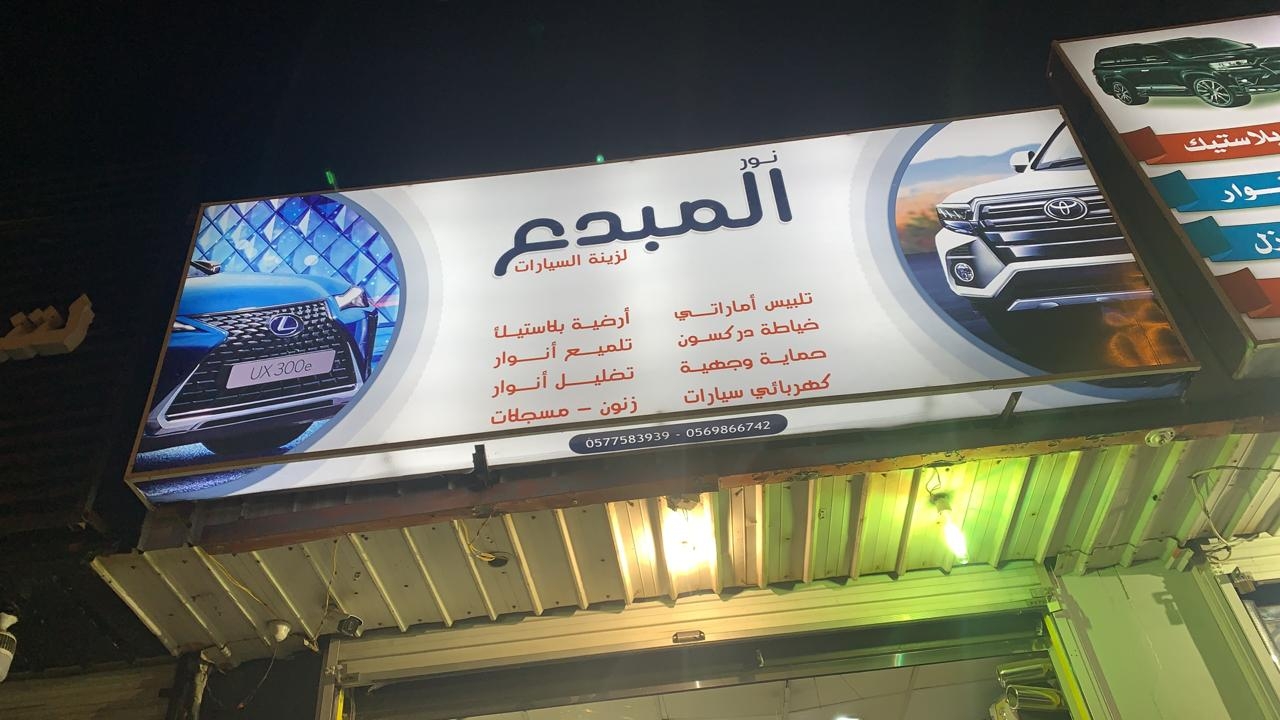 نور
المبدع
لزينة السيارات
تلبيس أماراتي
خياطة دركسون
حماية وجهية
كهربائي سيارات
أرضية بلاستيك
تلميع أنوار
تضليل أنوار
زنون - مسجلات
0577583939 - 0569866742
UX 300e
بلاستيك